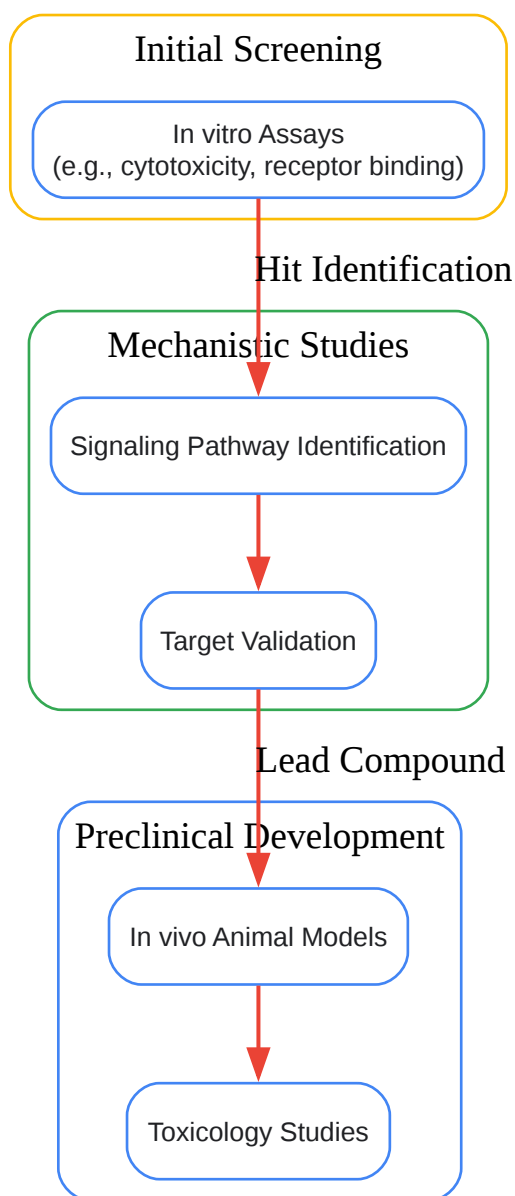 Initial Screening
In vitro Assays
(e.g., cytotoxicity, receptor binding)
Hit Identification
Mechanistic Studies
Signaling Pathway Identification
Target Validation
Lead Compound
Preclinical Development
In vivo Animal Models
Toxicology Studies